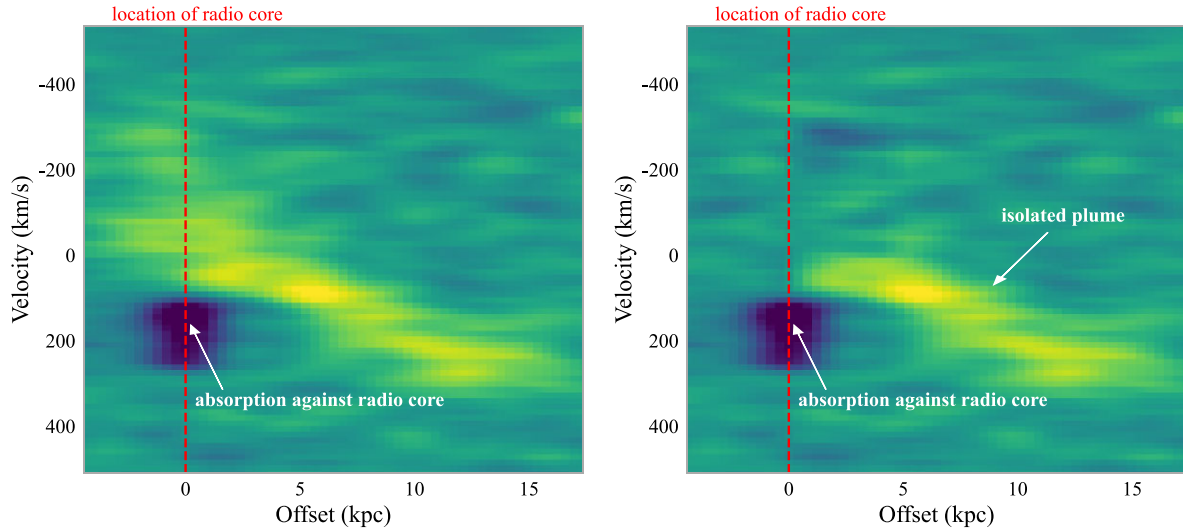 location of radio core
location of radio core
-400
-200
0
200
400
Velocity (km/s)
absorption against radio core
0
5
10
15
Offset (kpc)
-400
-200
0
200
400
Velocity (km/s)
isolated plume
absorption against radio core
0
5
10
15
Offset (kpc)